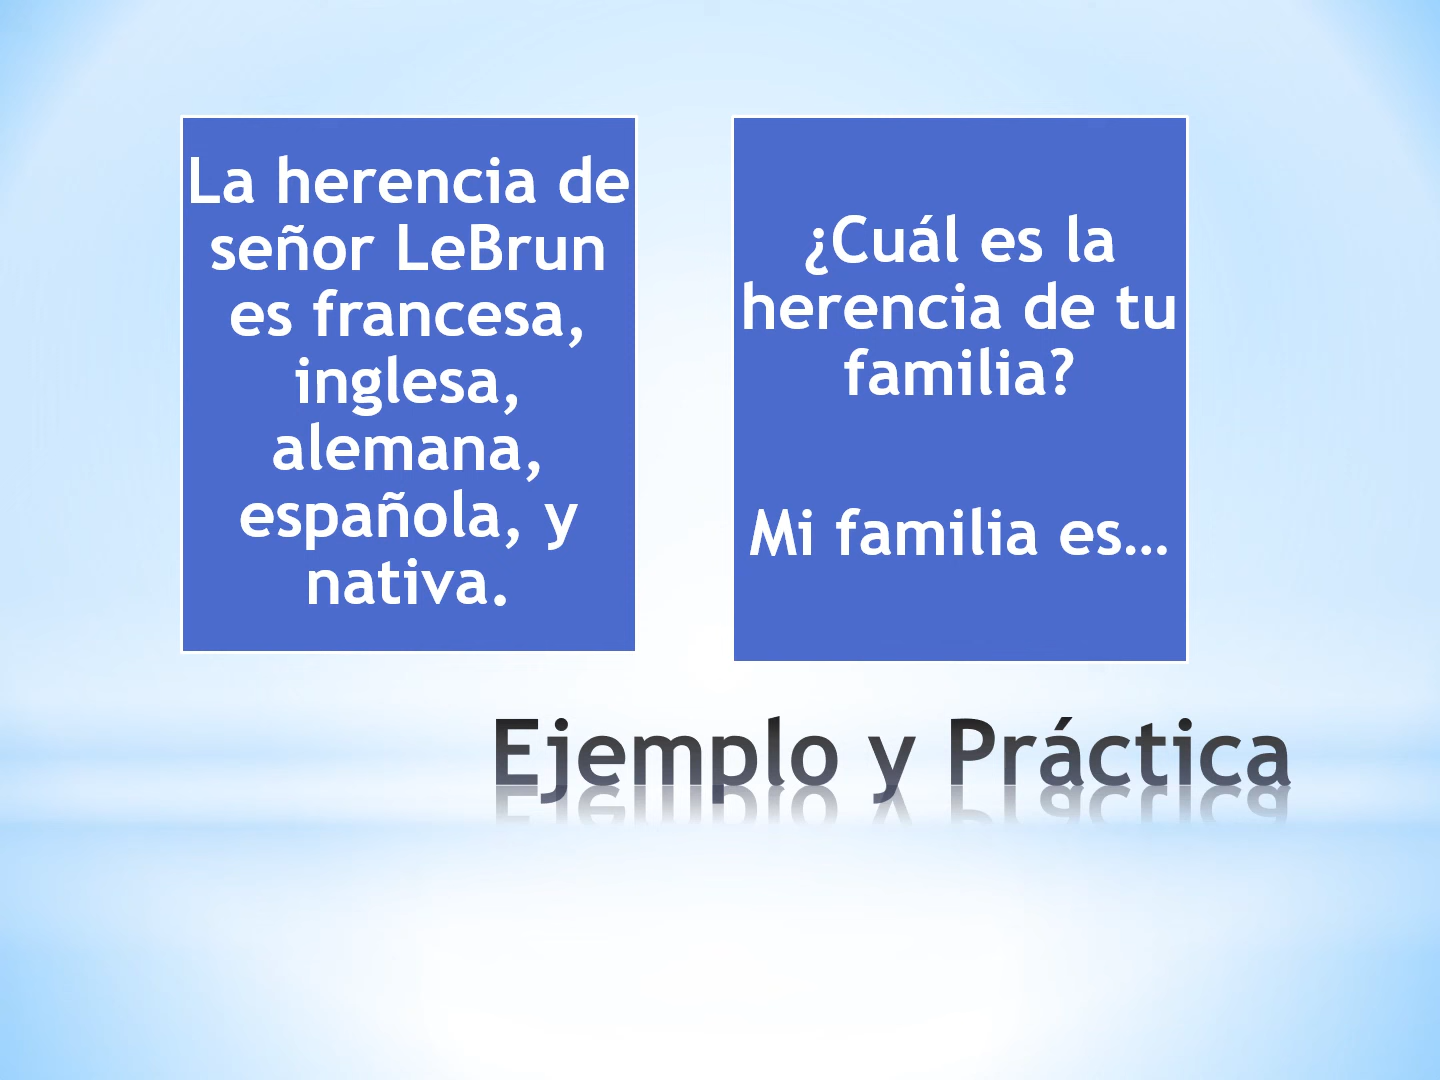 La herencia de
señor LeBrun
es francesa,
inglesa,
alemana,
española, y
nativa.
¿Cuál es la
herencia de tu
familia?
Mi familia es…
Ejemplo y Práctica